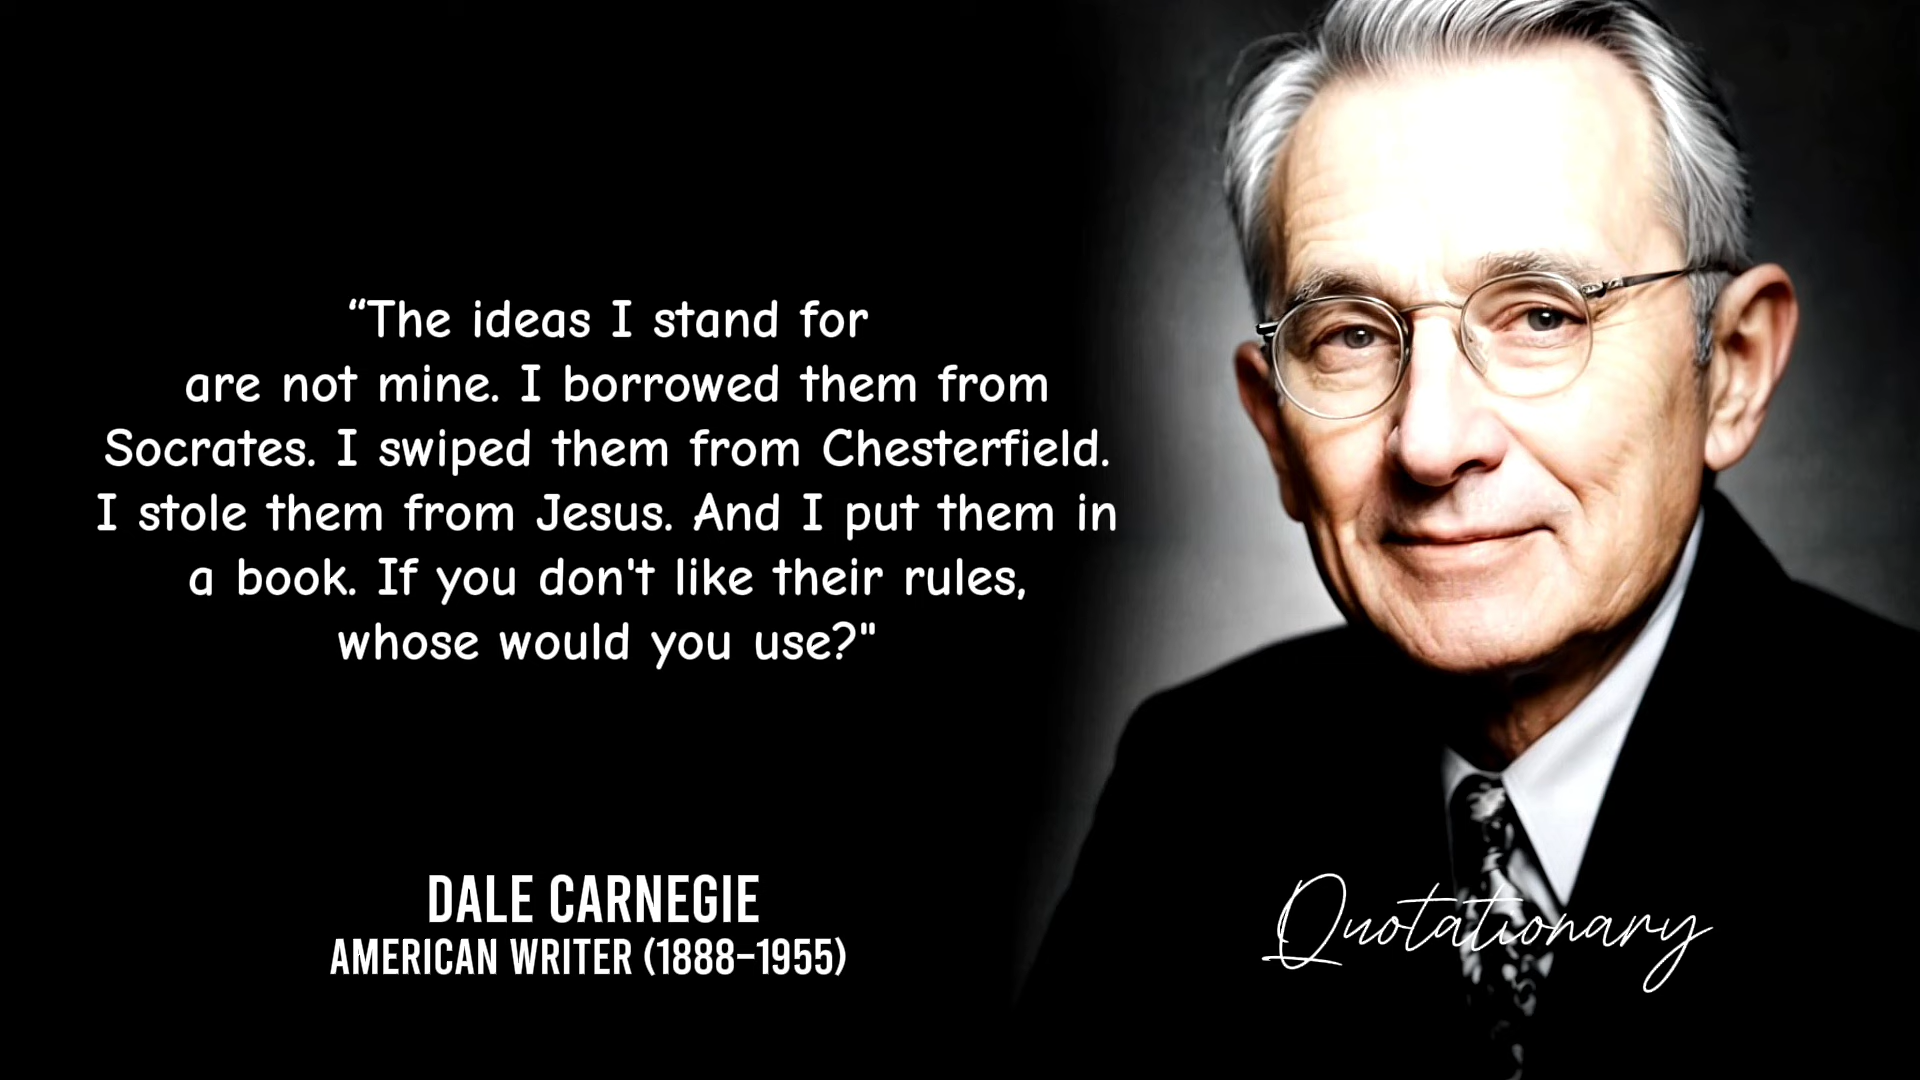 “The ideas I stand for
are not mine. I borrowed them from
Socrates. I swiped them from Chesterfield.
I stole them from Jesus. And I put them in
a book. If you don't like their rules,
whose would you use?"
DALE CARNEGIE
AMERICAN WRITER (1888–1955)
Quotationary